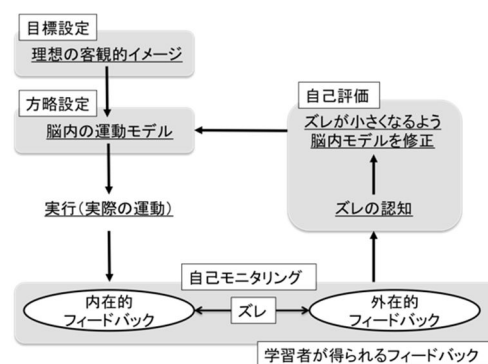 目標設定
理想の客観的イメージ
方略設定
脳内の運動モデル
実行(実際の運動)
自己評価
ズレが小さくなるよう
脳内モデルを修正
ズレの認知
自己モニタリング
内在的
フィードバック
ズレ
外在的
フィードバック
学習者が得られるフィードバック